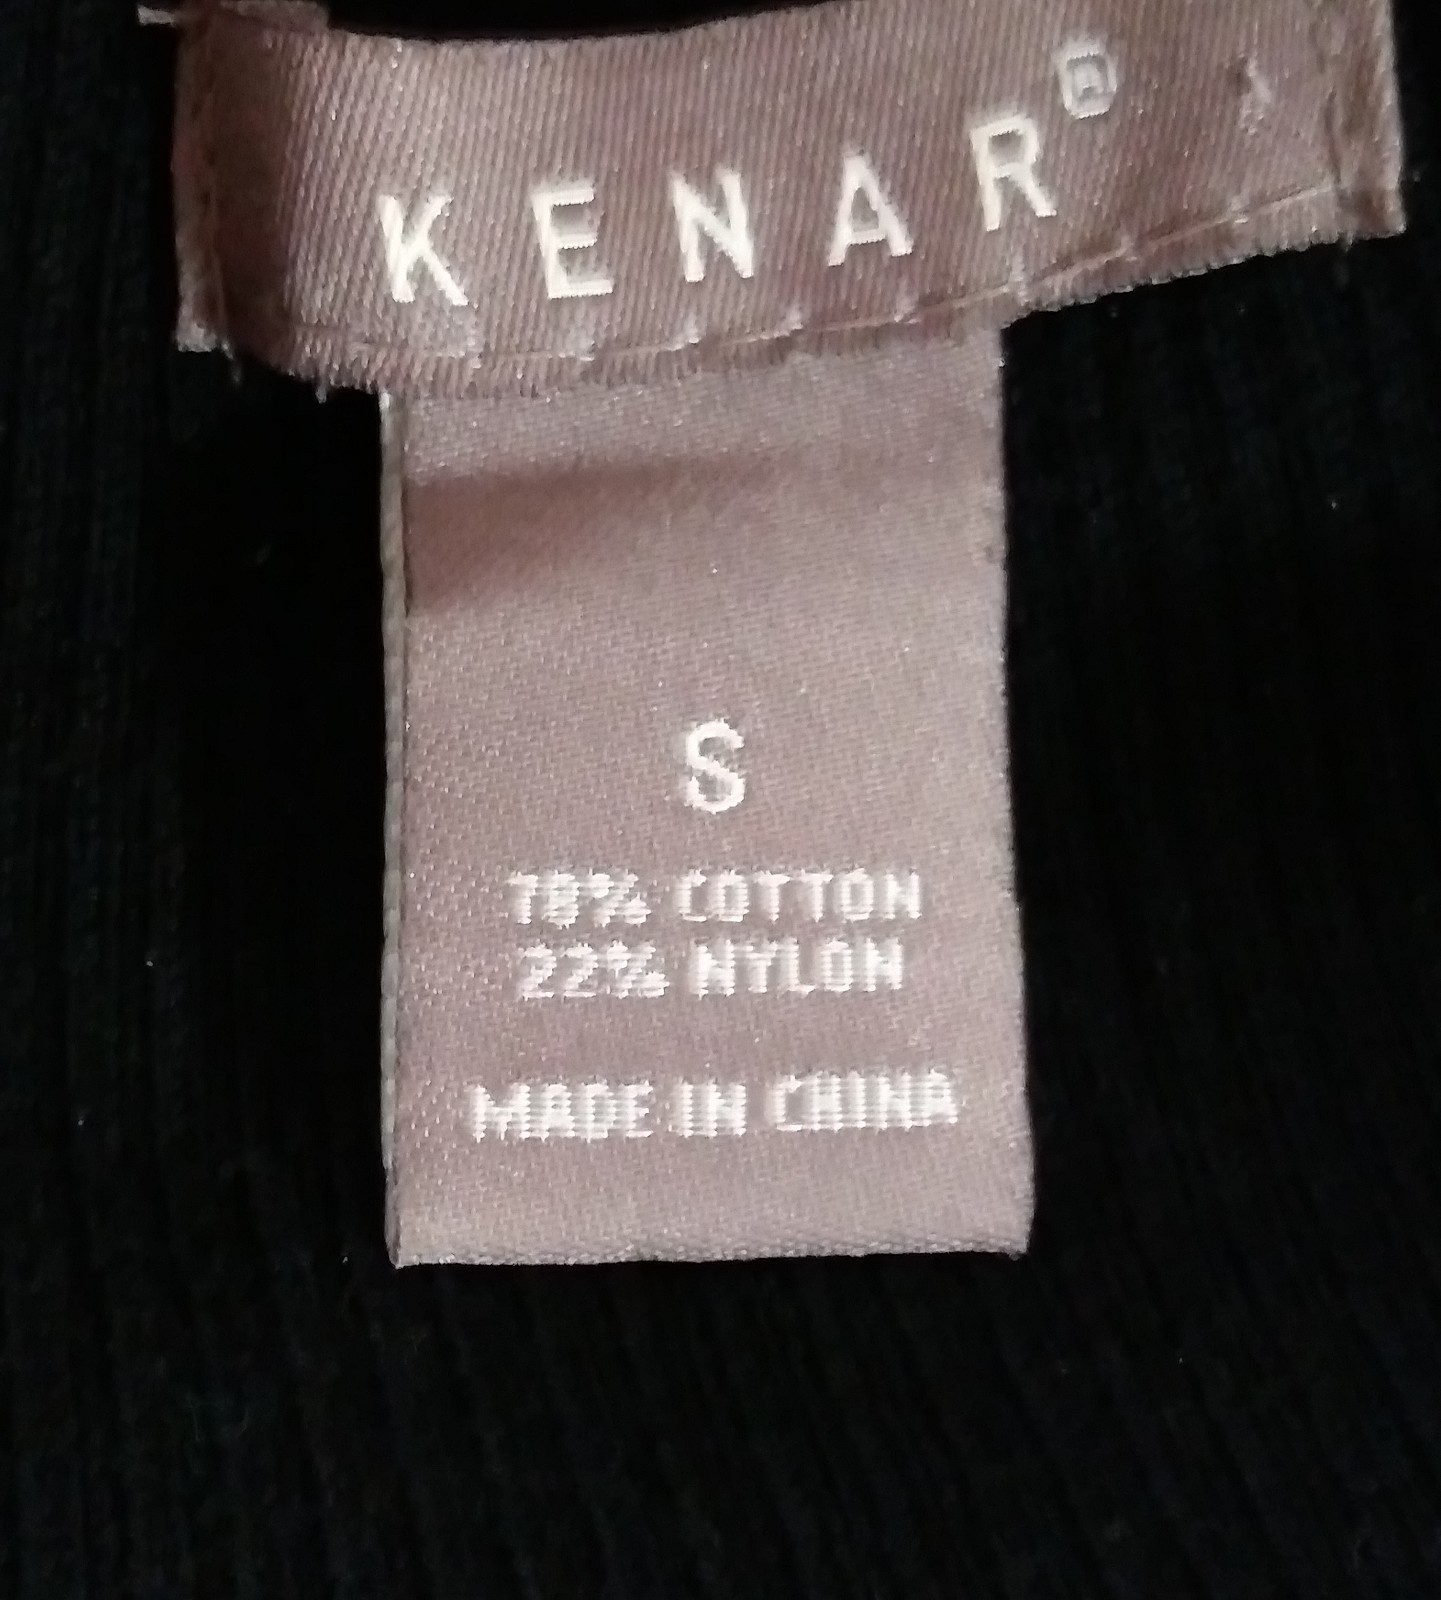 KENAR®
S
78% COTTON
22% NYLON
MADE IN CHINA